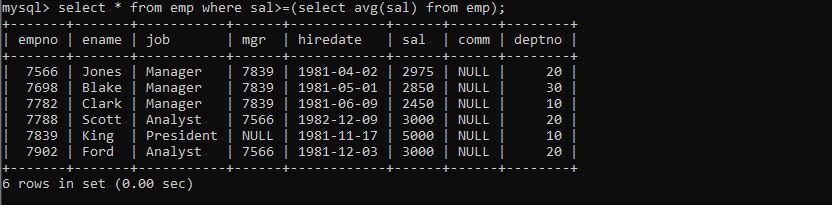 mysql> select * from emp where sal>=(select avg(sal) from emp);
+-------+-------+-----------+------+------------+------+------+--------+
| empno | ename | job       | mgr  | hiredate   | sal  | comm | deptno |
+-------+-------+-----------+------+------------+------+------+--------+
|  7566 | Jones | Manager   | 7839 | 1981-04-02 | 2975 | NULL |     20 |
|  7698 | Blake | Manager   | 7839 | 1981-05-01 | 2850 | NULL |     30 |
|  7782 | Clark | Manager   | 7839 | 1981-06-09 | 2450 | NULL |     10 |
|  7788 | Scott | Analyst   | 7566 | 1982-12-09 | 3000 | NULL |     20 |
|  7839 | King  | President | NULL | 1981-11-17 | 5000 | NULL |     10 |
|  7902 | Ford  | Analyst   | 7566 | 1981-12-03 | 3000 | NULL |     20 |
+-------+-------+-----------+------+------------+------+------+--------+
6 rows in set (0.00 sec)